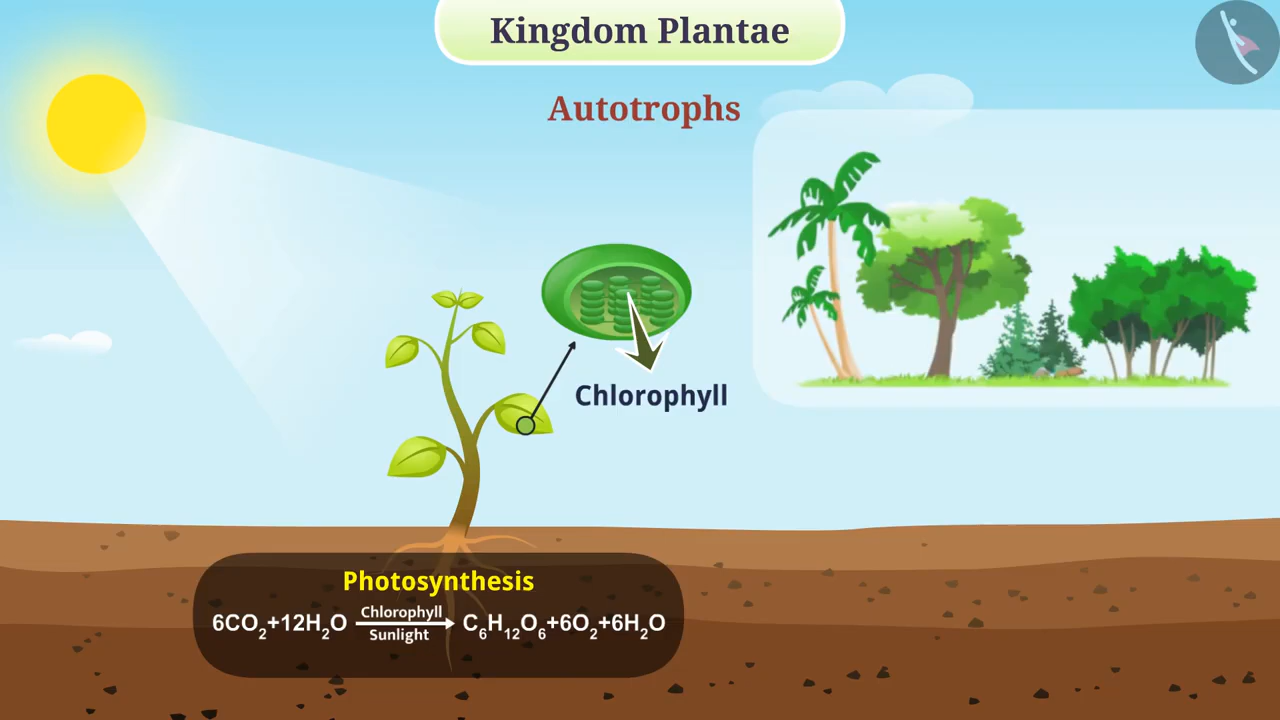 Kingdom Plantae
Autotrophs
Chlorophyll
Photosynthesis
6CO₂+12H₂O Chlorophyll Sunlight C₆H₁₂O₆+6O₂+6H₂O